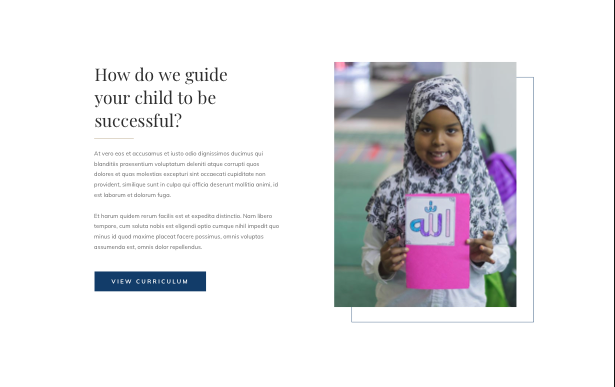 How do we guide
your child to be
successful?
At vero eos et accusamus et iusto odio dignissimos ducimus qui
blanditiis praesentium voluptatum deleniti atque corrupti quos
dolores et quas molestias excepturi sint occaecati cupiditate non
provident, similique sunt in culpa qui officia deserunt mollitia animi, id
est laborum et dolorum fuga.
Et harum quidem rerum facilis est et expedita distinctio. Nam libero
tempore, cum soluta nobis est eligendi optio cumque nihil impedit quo
minus id quod maxime placeat facere possimus, omnis voluptas
assumenda est, omnis dolor repellendus.
VIEW CURRICULUM
الله